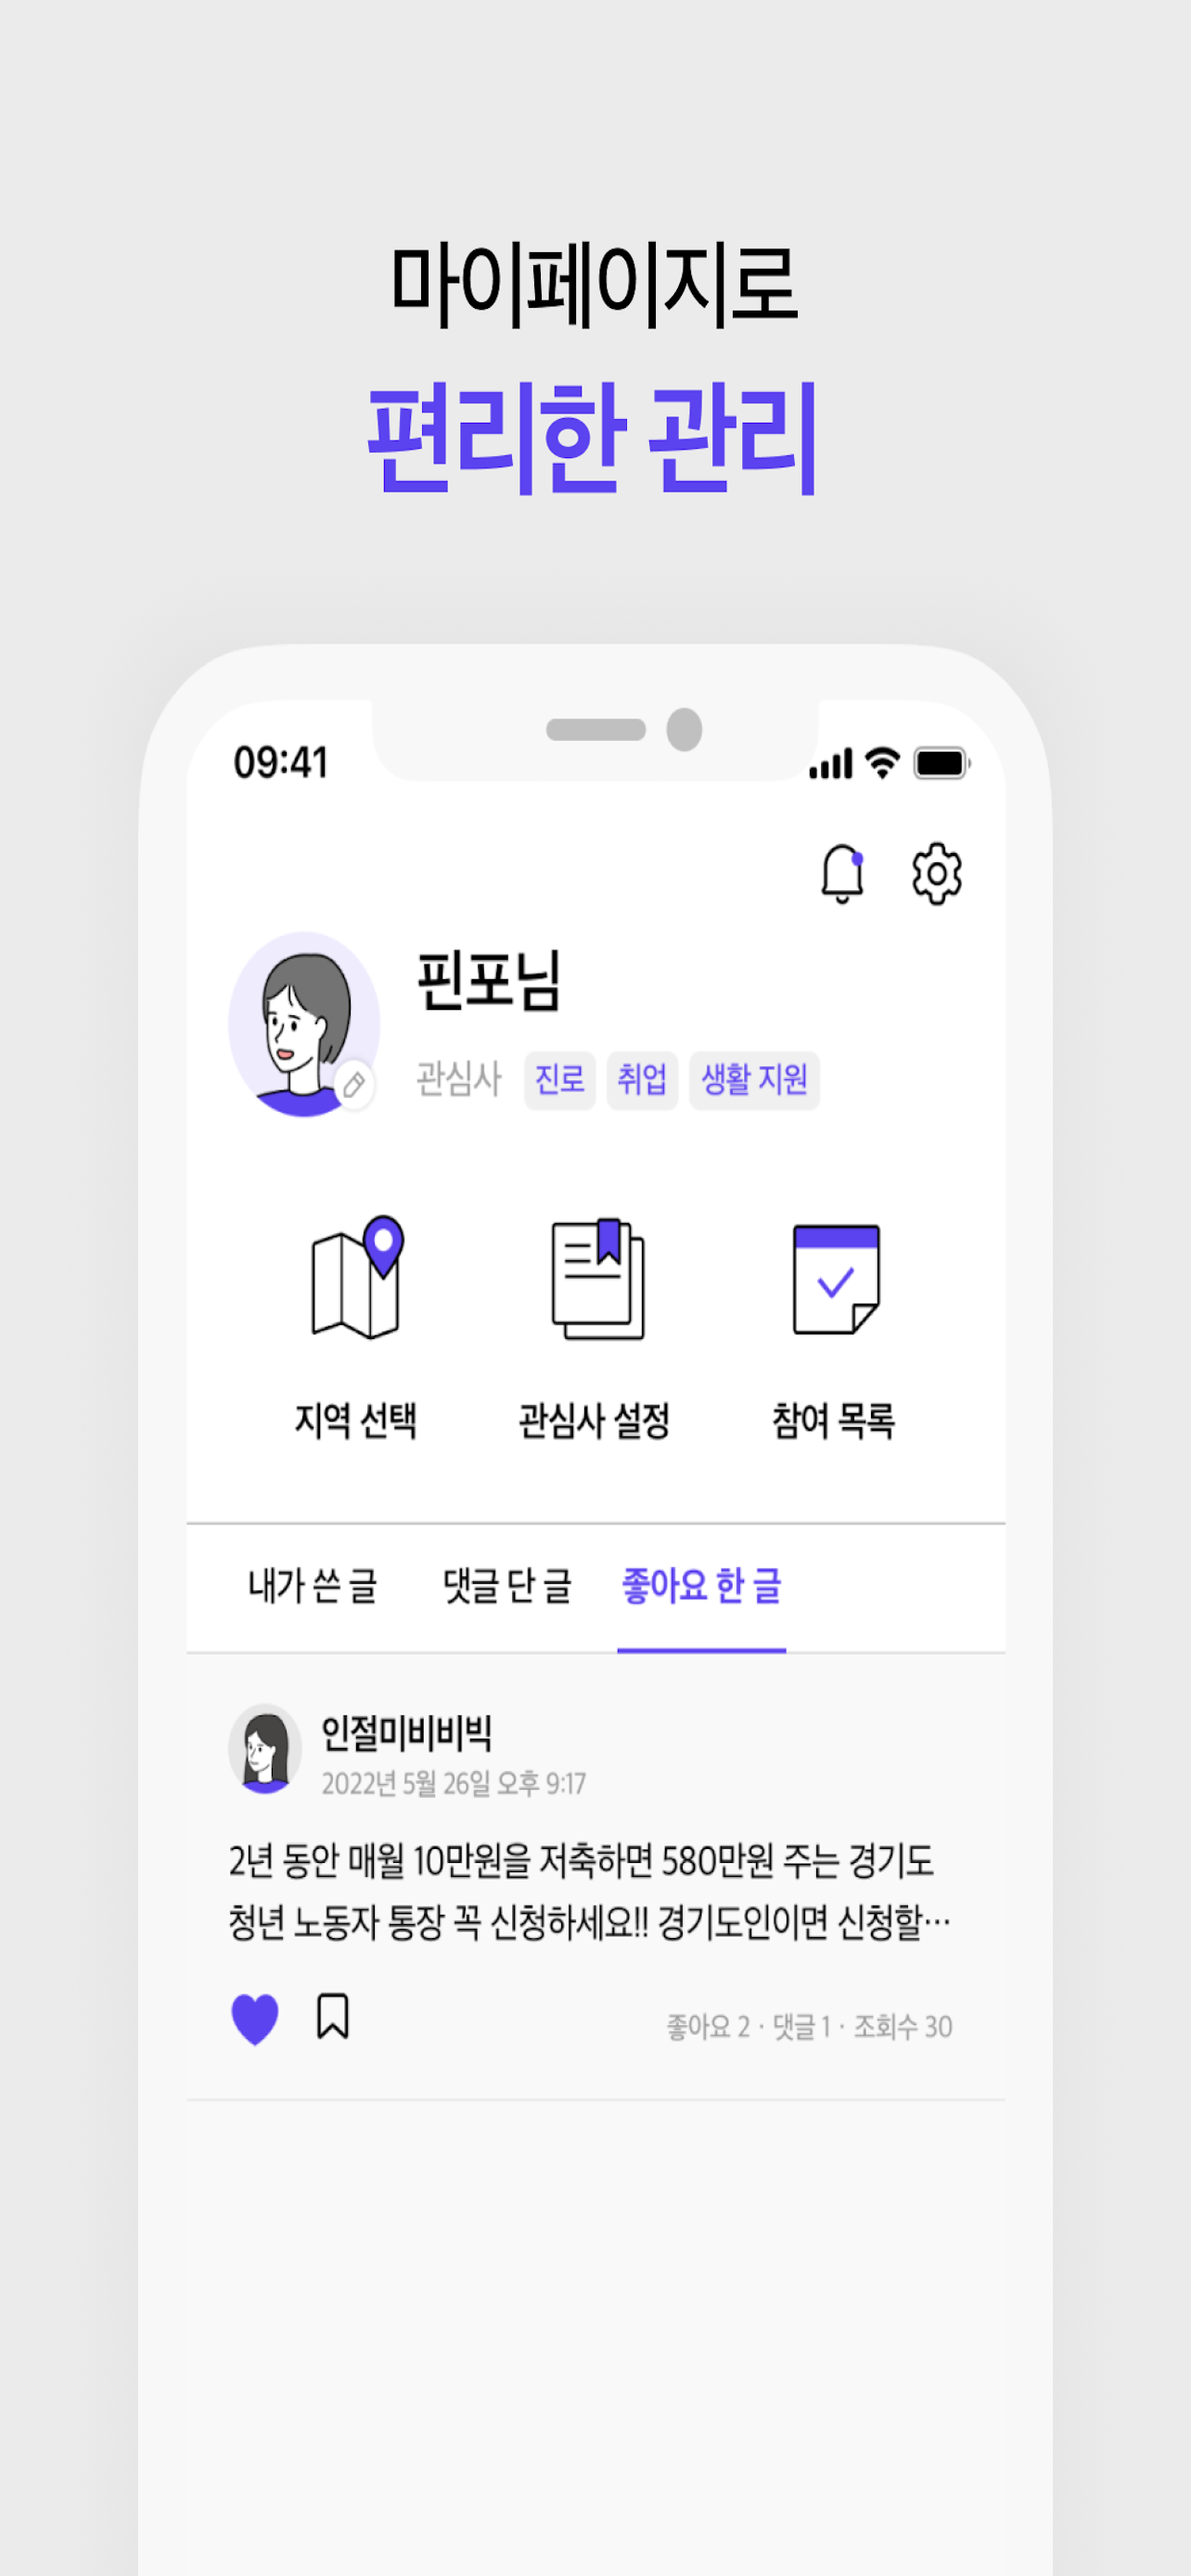 마이페이지로
편리한 관리
09:41
핀포님
관심사 진로 취업 생활 지원
지역 선택 관심사 설정 참여 목록
내가 쓴 글 댓글 단 글 좋아요 한 글
인절미비비빅
2022년 5월 26일 오후 9:17
2년 동안 매월 10만원을 저축하면 580만원 주는 경기도
청년 노동자 통장 꼭 신청하세요!! 경기도인이면 신청할…
좋아요 2 · 댓글 1 · 조회수 30